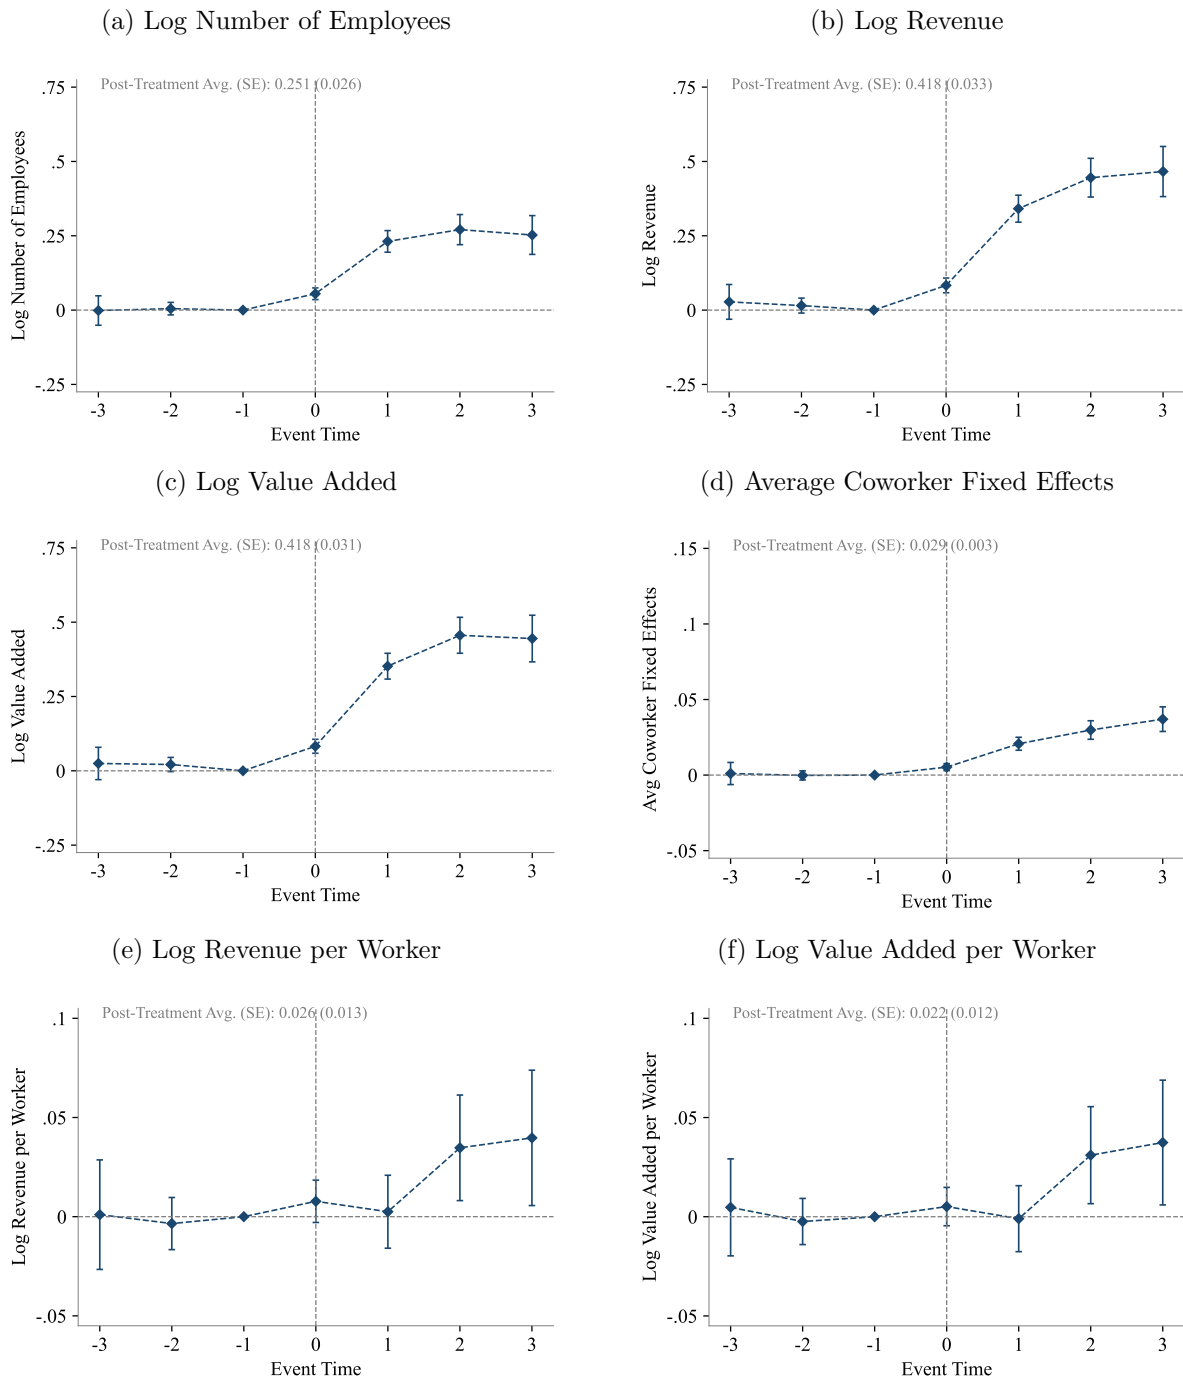 (a) Log Number of Employees
Post-Treatment Avg. (SE): 0.251 (0.026)
Log Number of Employees
.75
.5
.25
0
-.25
-3 -2 -1 0 1 2 3
Event Time
(b) Log Revenue
Post-Treatment Avg. (SE): 0.418 (0.033)
Log Revenue
.75
.5
.25
0
-.25
-3 -2 -1 0 1 2 3
Event Time
(c) Log Value Added
Post-Treatment Avg. (SE): 0.418 (0.031)
Log Value Added
.75
.5
.25
0
-.25
-3 -2 -1 0 1 2 3
Event Time
(d) Average Coworker Fixed Effects
Post-Treatment Avg. (SE): 0.029 (0.003)
Avg Coworker Fixed Effects
.15
.1
.05
0
-.05
-3 -2 -1 0 1 2 3
Event Time
(e) Log Revenue per Worker
Post-Treatment Avg. (SE): 0.026 (0.013)
Log Revenue per Worker
.1
.05
0
-.05
-3 -2 -1 0 1 2 3
Event Time
(f) Log Value Added per Worker
Post-Treatment Avg. (SE): 0.022 (0.012)
Log Value Added per Worker
.1
.05
0
-.05
-3 -2 -1 0 1 2 3
Event Time